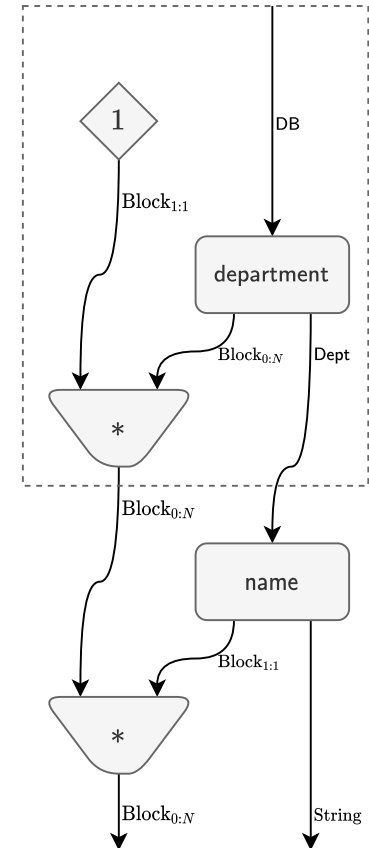 1
DB
Block₁:₁
department
Block₀:N
Dept
*
Block₀:N
name
Block₁:₁
*
Block₀:N
String